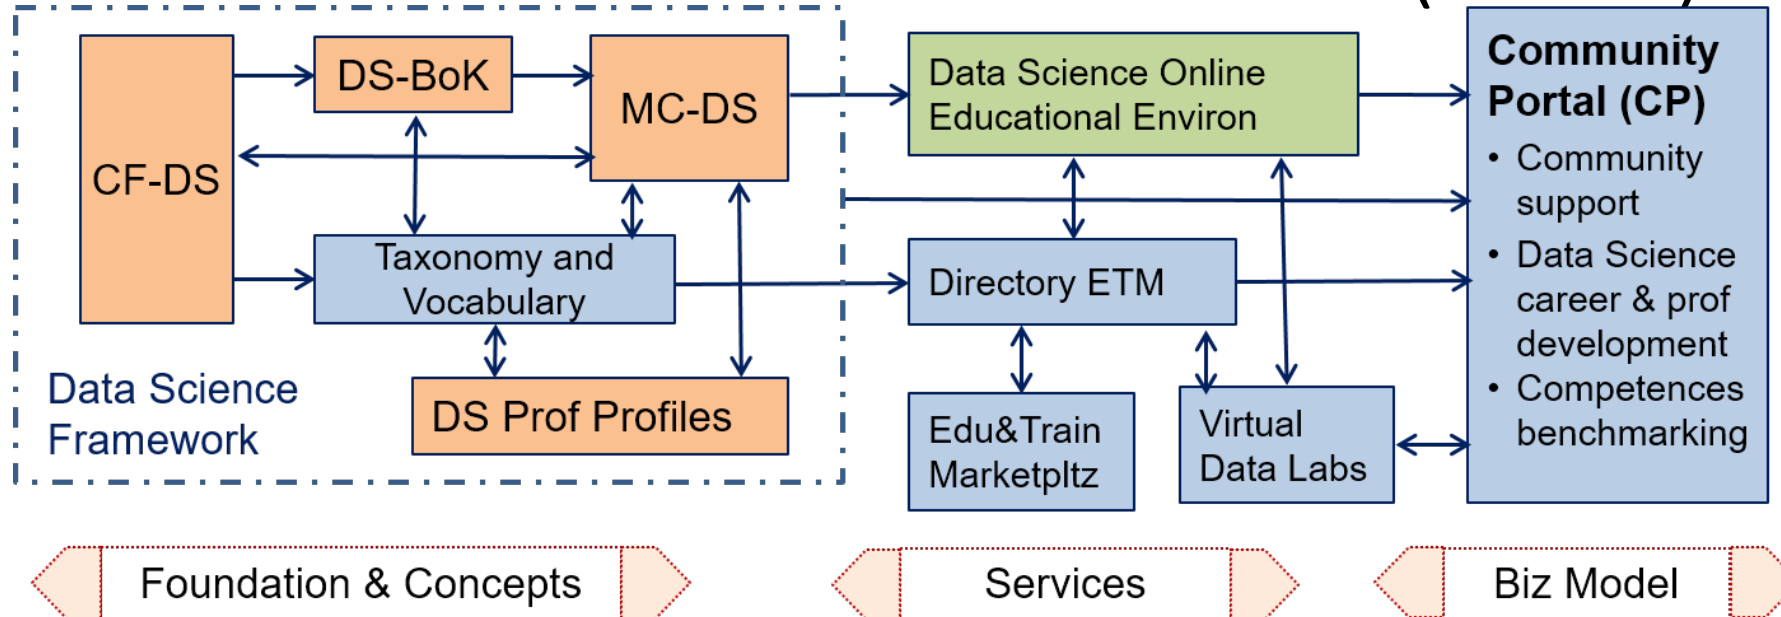 CF-DS
DS-BoK
MC-DS
Taxonomy and
Vocabulary
DS Prof Profiles
Data Science
Framework
Data Science Online
Educational Environ
Directory ETM
Edu&Train
Marketpltz
Virtual
Data Labs
Community
Portal (CP)
• Community
support
• Data Science
career & prof
development
• Competences
benchmarking
Foundation & Concepts
Services
Biz Model